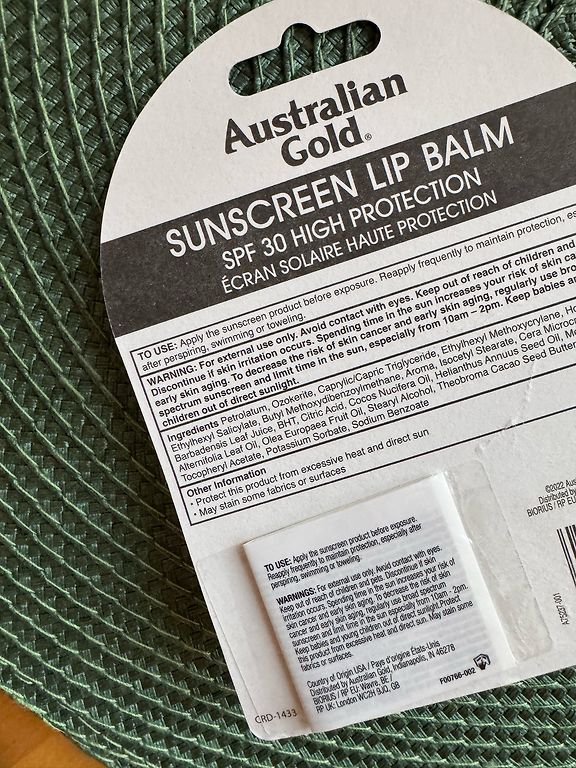 Australian
Gold®
SUNSCREEN LIP BALM
SPF 30 HIGH PROTECTION
ÉCRAN SOLAIRE HAUTE PROTECTION
TO USE: Apply the sunscreen product before exposure. Reapply frequently to maintain protection, es
after perspiring, swimming or toweling.
WARNING: For external use only. Avoid contact with eyes. Keep out of reach of children and
Discontinue if skin irritation occurs. Spending time in the sun increases your risk of skin ca
early skin aging. To decrease the risk of skin cancer and early skin aging, regularly use bro
spectrum sunscreen and limit time in the sun, especially from 10am – 2pm. Keep babies a
children out of direct sunlight.
Ingredients Petrolatum, Ozokerite, Caprylic/Capric Triglyceride, Ethylhexyl Methoxycylene, Ho
Ethylhexyl Salicylate, Butyl Methoxydibenzoylmethane, Aroma, Isocetyl Stearate, Cera Microc
Barbadensis Leaf Juice, BHT, Citric Acid, Cocos Nucifera Oil, Helianthus Annuus Seed Oil, M
Alternifolia Leaf Oil, Olea Europaea Fruit Oil, Stearyl Alcohol, Theobroma Cacao Seed Butter
Tocopheryl Acetate, Potassium Sorbate, Sodium Benzoate
Other Information
• Protect this product from excessive heat and direct sun
• May stain some fabrics or surfaces
©2022 Aus
Distributed b
BIORIUS / RP EU
TO USE: Apply the sunscreen product before exposure.
Reapply frequently to maintain protection, especially after
perspiring, swimming or toweling.
WARNINGS: For external use only. Avoid contact with eyes.
Keep out of reach of children and pets. Discontinue if skin
irritation occurs. Spending time in the sun increases your risk of
skin cancer and early skin aging. To decrease the risk of skin
cancer and early skin aging, regularly use broad spectrum
sunscreen and limit time in the sun especially from 10am - 2pm.
Keep babies and young children out of direct sunlight.Protect
this product from excessive heat and direct sun. May stain some
fabrics or surfaces.
Country of Origin USA / Pays d'origine États-Unis
Distributed by Australian Gold, Indianapolis, IN 46278
BIORIUS / RP EU: Wavre, BE /
RP UK: London WC2H 9JQ, GB
F00766-002
CRD-1433